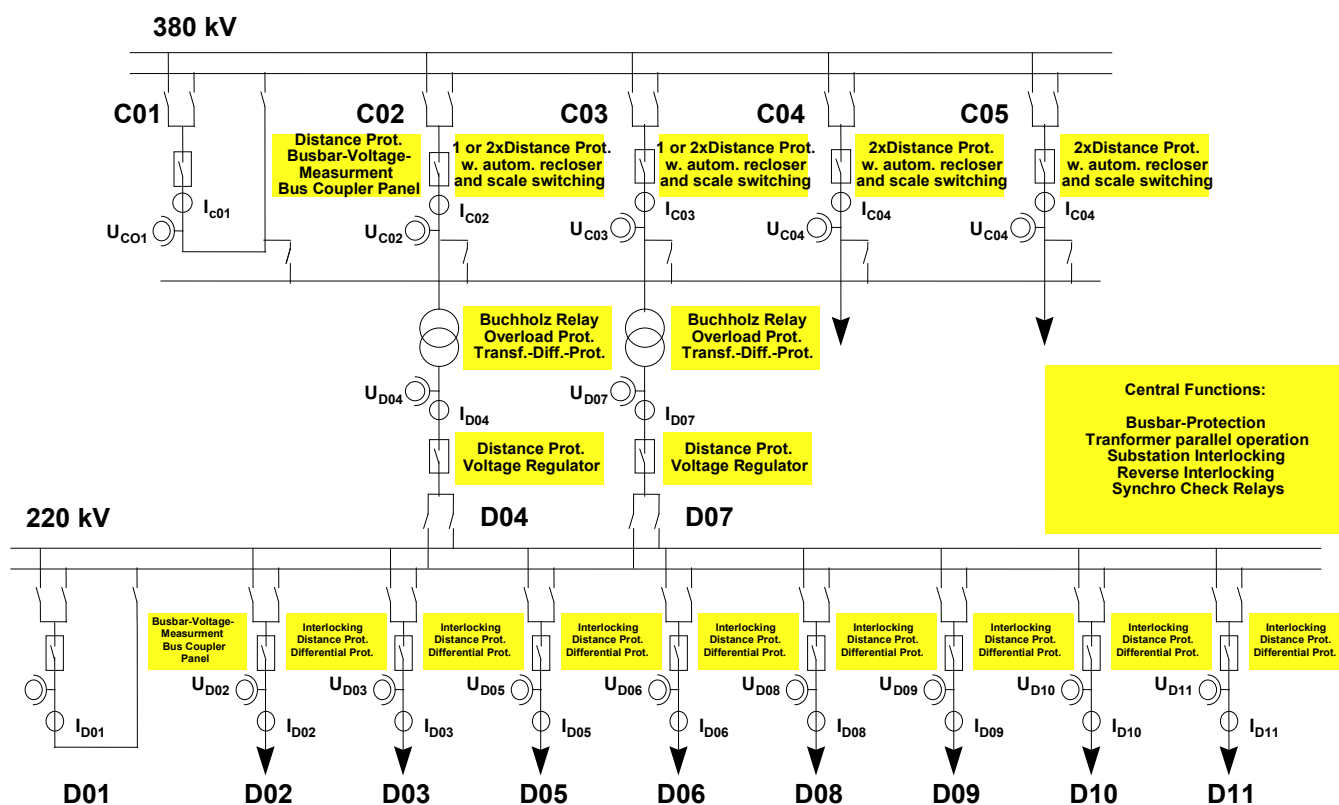 380 kV
C01
C02
C03
C04
C05
Distance Prot.
Busbar-Voltage-
Measurment
Bus Coupler Panel
1 or 2xDistance Prot.
w. autom. recloser
and scale switching
1 or 2xDistance Prot.
w. autom. recloser
and scale switching
2xDistance Prot.
w. autom. recloser
and scale switching
2xDistance Prot.
w. autom. recloser
and scale switching
Ic01
IC02
IC03
IC04
IC04
UCO1
UC02
UC03
UC04
UC04
Buchholz Relay
Overload Prot.
Transf.-Diff.-Prot.
Buchholz Relay
Overload Prot.
Transf.-Diff.-Prot.
UD04
UD07
ID04
ID07
Distance Prot.
Voltage Regulator
Distance Prot.
Voltage Regulator
Central Functions:
Busbar-Protection
Tranformer parallel operation
Substation Interlocking
Reverse Interlocking
Synchro Check Relays
220 kV
D04
D07
Busbar-Voltage-
Measurment
Bus Coupler
Panel
Interlocking
Distance Prot.
Differential Prot.
Interlocking
Distance Prot.
Differential Prot.
Interlocking
Distance Prot.
Differential Prot.
Interlocking
Distance Prot.
Differential Prot.
Interlocking
Distance Prot.
Differential Prot.
Interlocking
Distance Prot.
Differential Prot.
Interlocking
Distance Prot.
Differential Prot.
Interlocking
Distance Prot.
Differential Prot.
UD02
UD03
UD05
UD06
UD08
UD09
UD10
UD11
ID01
ID02
ID03
ID05
ID06
ID08
ID09
ID10
ID11
D01
D02
D03
D05
D06
D08
D09
D10
D11